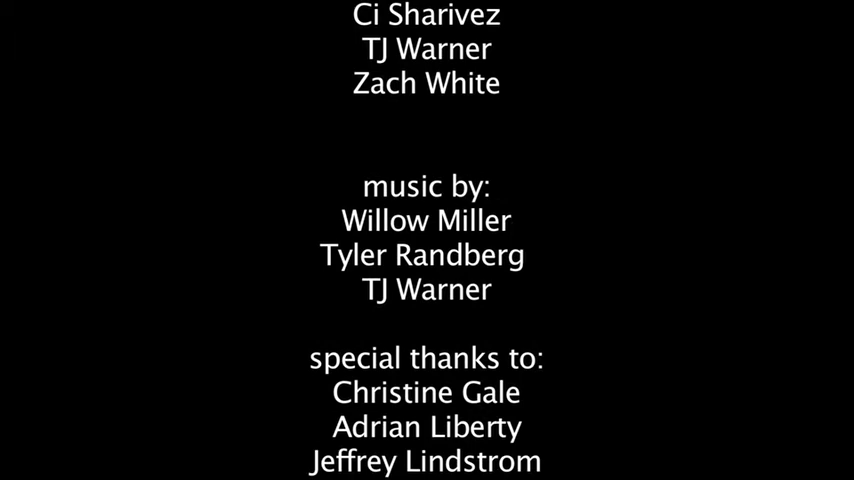 Ci Sharivez
TJ Warner
Zach White
music by:
Willow Miller
Tyler Randberg
TJ Warner
special thanks to:
Christine Gale
Adrian Liberty
Jeffrey Lindstrom